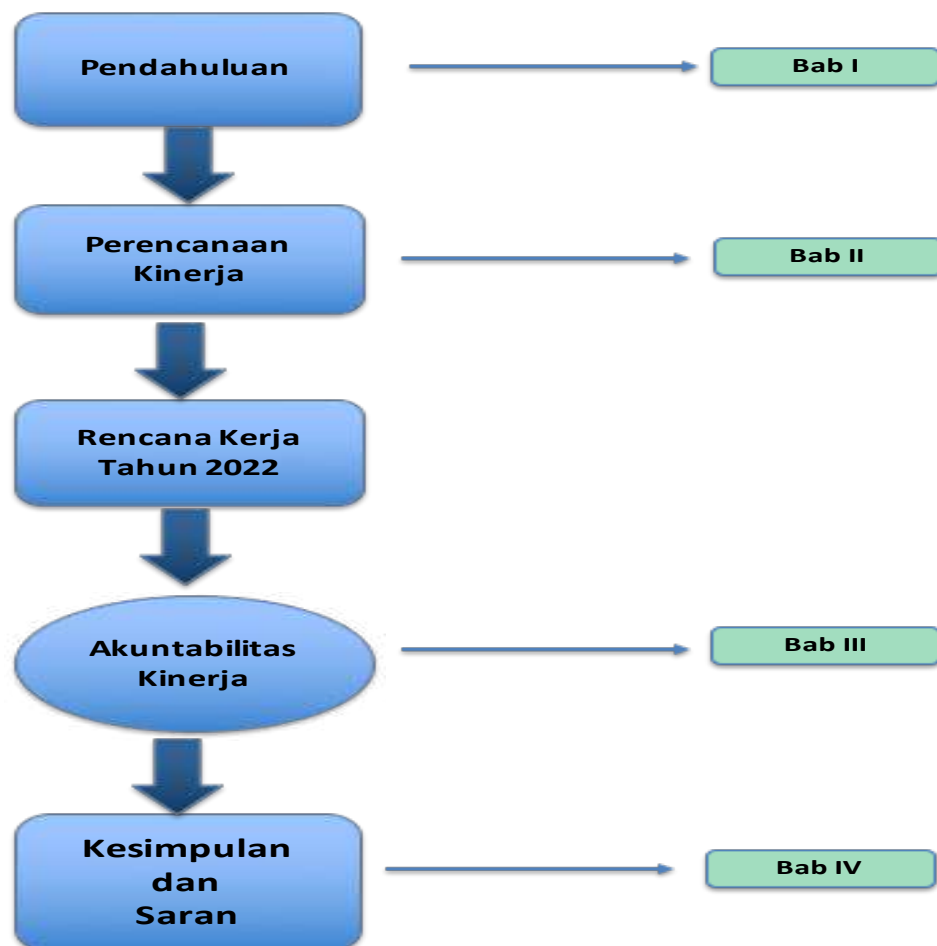 Pendahuluan
Bab I
Perencanaan
Kinerja
Bab II
Rencana Kerja
Tahun 2022
Akuntabilitas
Kinerja
Bab III
Kesimpulan
dan
Saran
Bab IV